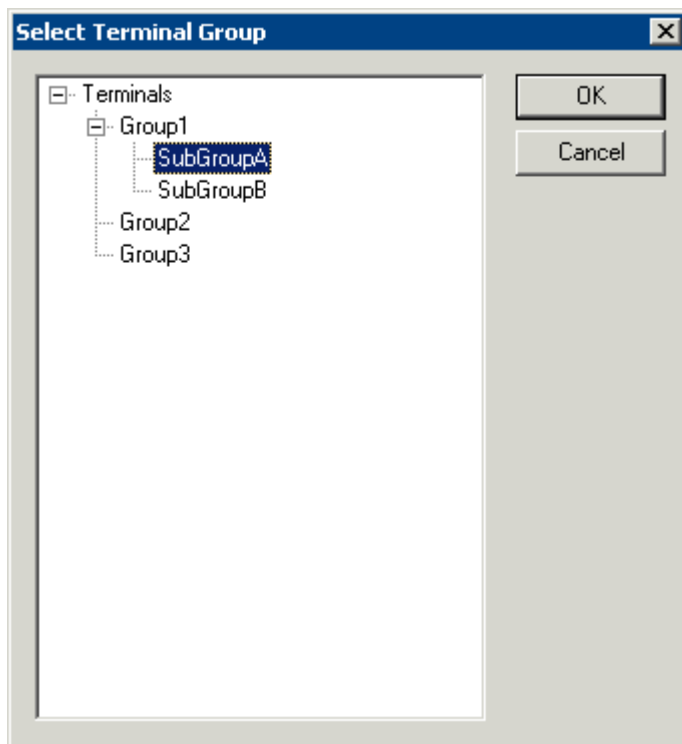 Select Terminal Group
Terminals
Group1
SubGroupA
SubGroupB
Group2
Group3
OK
Cancel